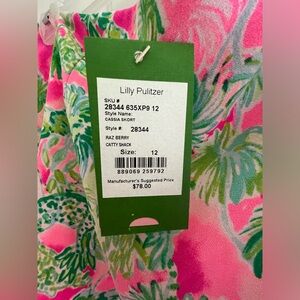 Lilly Pulitzer
SKU #
28344 635XP9 12
Style Name:
CASSIA SKORT
Style #: 28344
RAZ BERRY
CATTY SHACK
Size: 12
889069 259792
Manufacturer's Suggested Price
$78.00